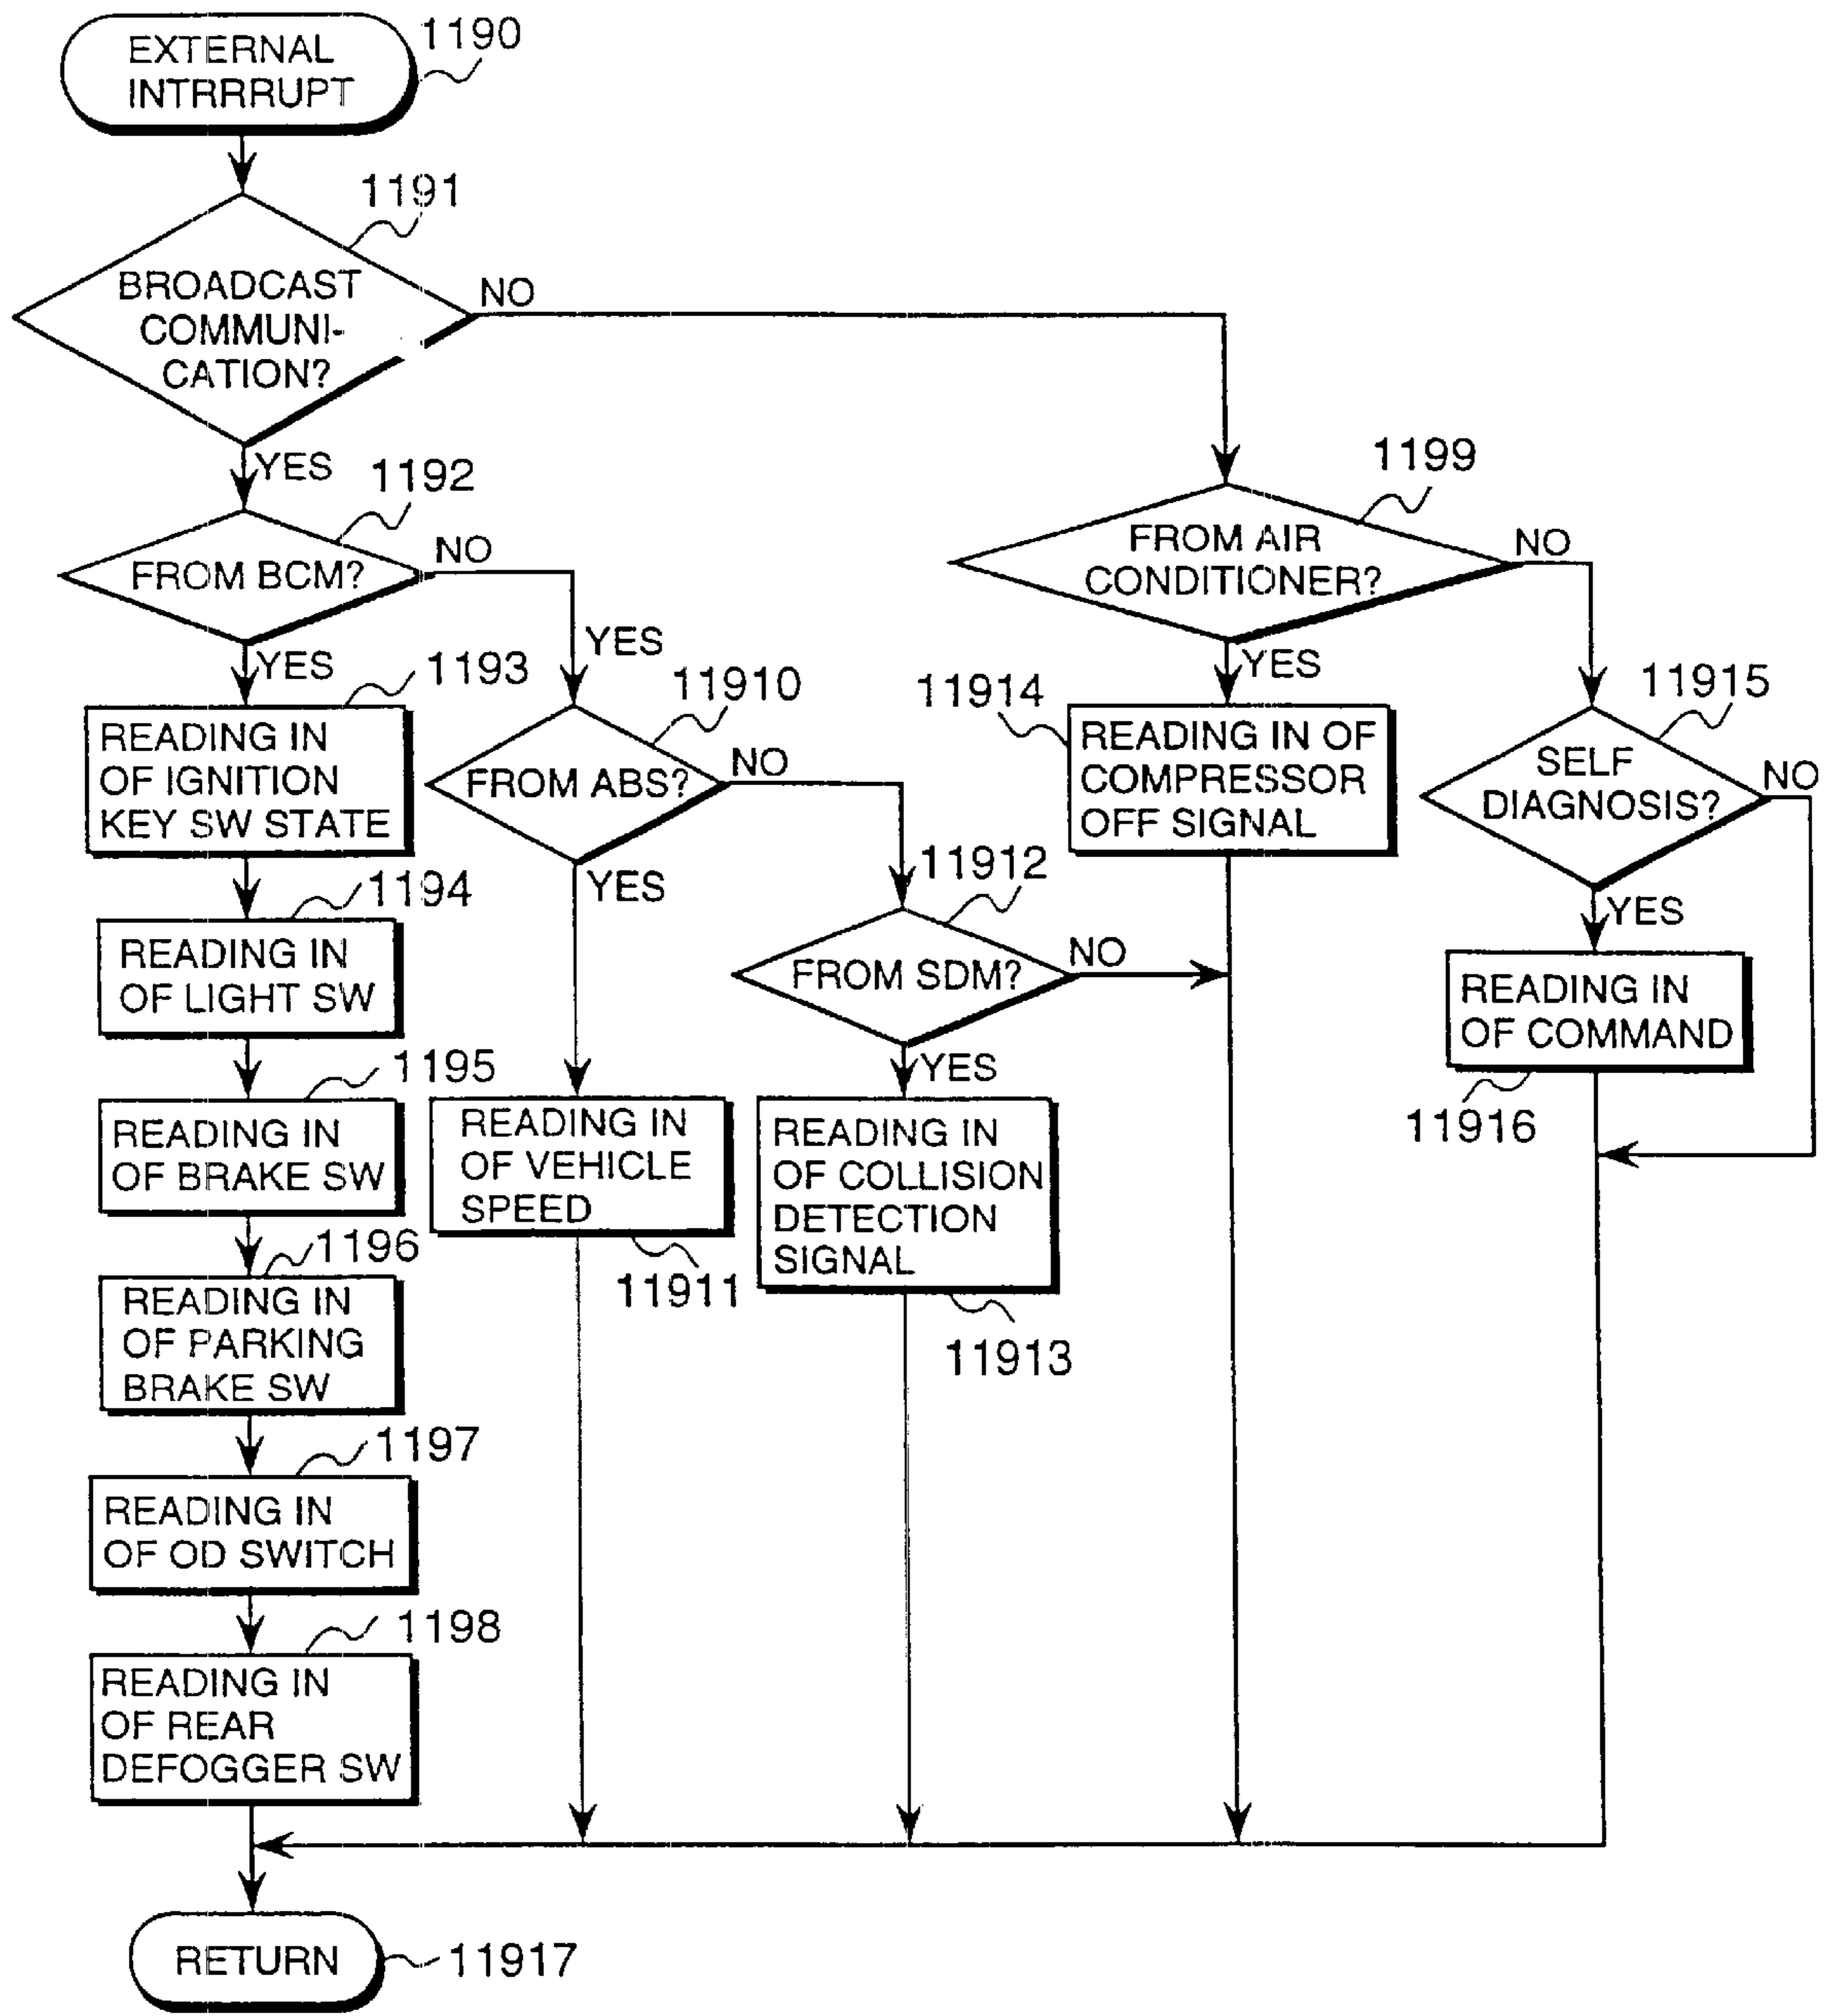 EXTERNAL
INTRRRUPT
1190
1191
BROADCAST
COMMUNI-
CATION?
NO
YES
1192
FROM BCM?
NO
YES
YES
1193
READING IN
OF IGNITION
KEY SW STATE
1194
READING IN
OF LIGHT SW
1195
READING IN
OF BRAKE SW
1196
READING IN
OF PARKING
BRAKE SW
1197
READING IN
OF OD SWITCH
1198
READING IN
OF REAR
DEFOGGER SW
11910
FROM ABS?
NO
YES
READING IN
OF VEHICLE
SPEED
11911
11912
FROM SDM?
NO
YES
READING IN
OF COLLISION
DETECTION
SIGNAL
11913
1199
FROM AIR
CONDITIONER?
NO
YES
11914
READING IN OF
COMPRESSOR
OFF SIGNAL
11915
SELF
DIAGNOSIS?
NO
YES
READING IN
OF COMMAND
11916
RETURN
11917